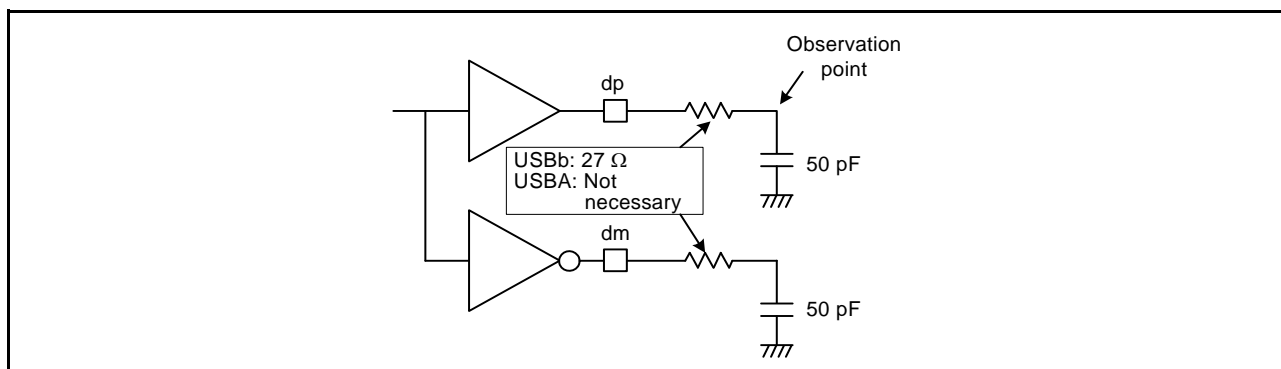 Observation
point
dp
USBb: 27 Ω
USBA: Not
necessary
50 pF
dm
50 pF